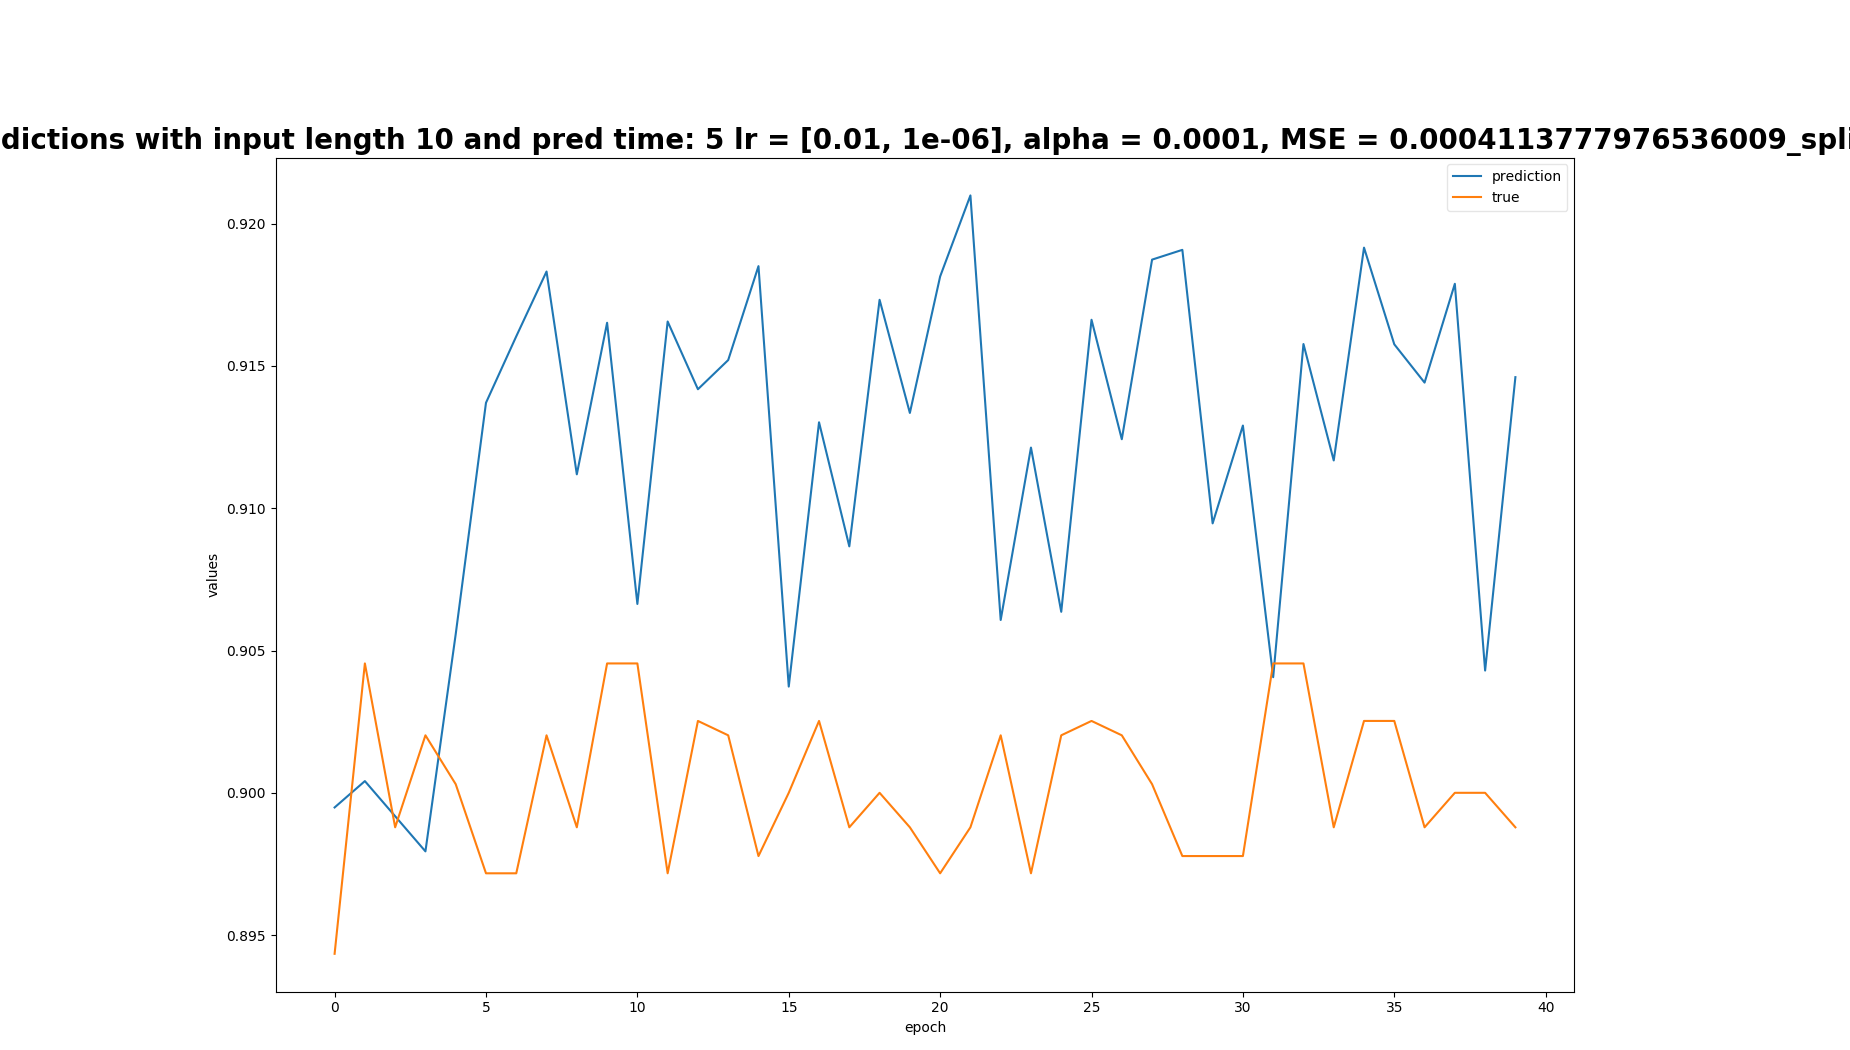 dictions with input length 10 and pred time: 5 lr = [0.01, 1e-06], alpha = 0.0001, MSE = 0.0004113777976536009_spli
prediction
true
0.920
0.915
0.910
0.905
0.900
0.895
values
0 5 10 15 20 25 30 35 40
epoch